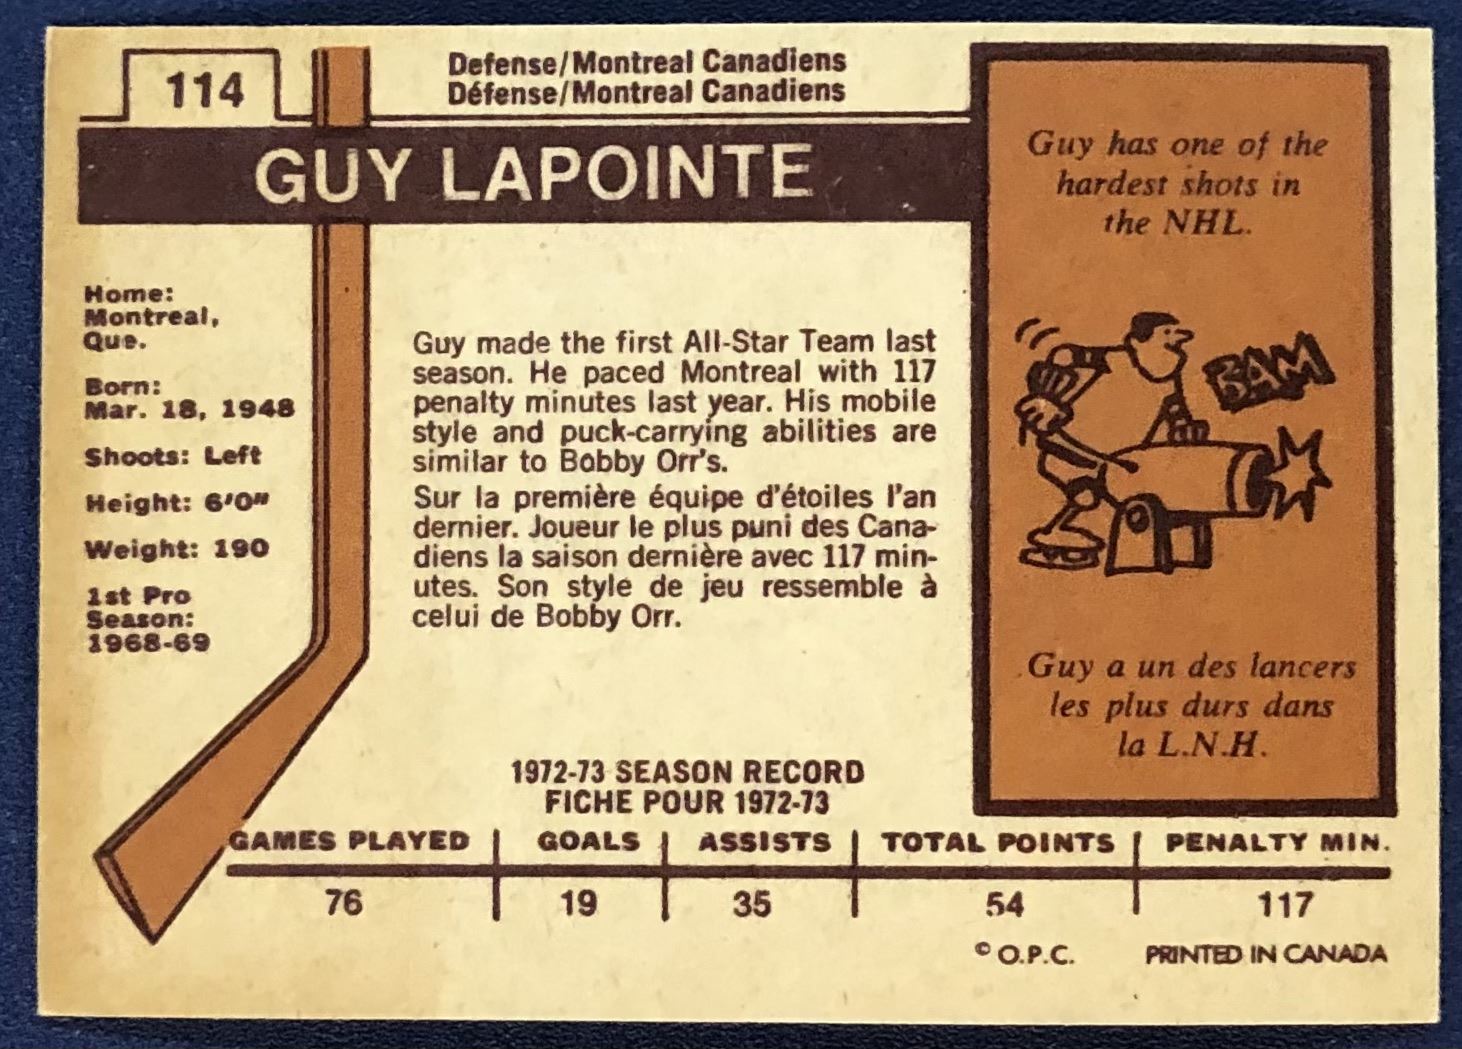 114
Defense/Montreal Canadiens
Défense/Montreal Canadiens
GUY LAPOINTE
Home:
Montreal,
Que.
Born:
Mar. 18, 1948
Shoots: Left
Height: 6'0"
Weight: 190
1st Pro
Season:
1968-69
Guy made the first All-Star Team last
season. He paced Montreal with 117
penalty minutes last year. His mobile
style and puck-carrying abilities are
similar to Bobby Orr's.
Sur la première équipe d'étoiles l'an
dernier. Joueur le plus puni des Cana-
diens la saison dernière avec 117 min-
utes. Son style de jeu ressemble à
celui de Bobby Orr.
Guy has one of the
hardest shots in
the NHL.
BAM
Guy a un des lancers
les plus durs dans
la L.N.H.
1972-73 SEASON RECORD
FICHE POUR 1972-73
GAMES PLAYED GOALS ASSISTS TOTAL POINTS PENALTY MIN.
76 19 35 54 117
© O.P.C. PRINTED IN CANADA